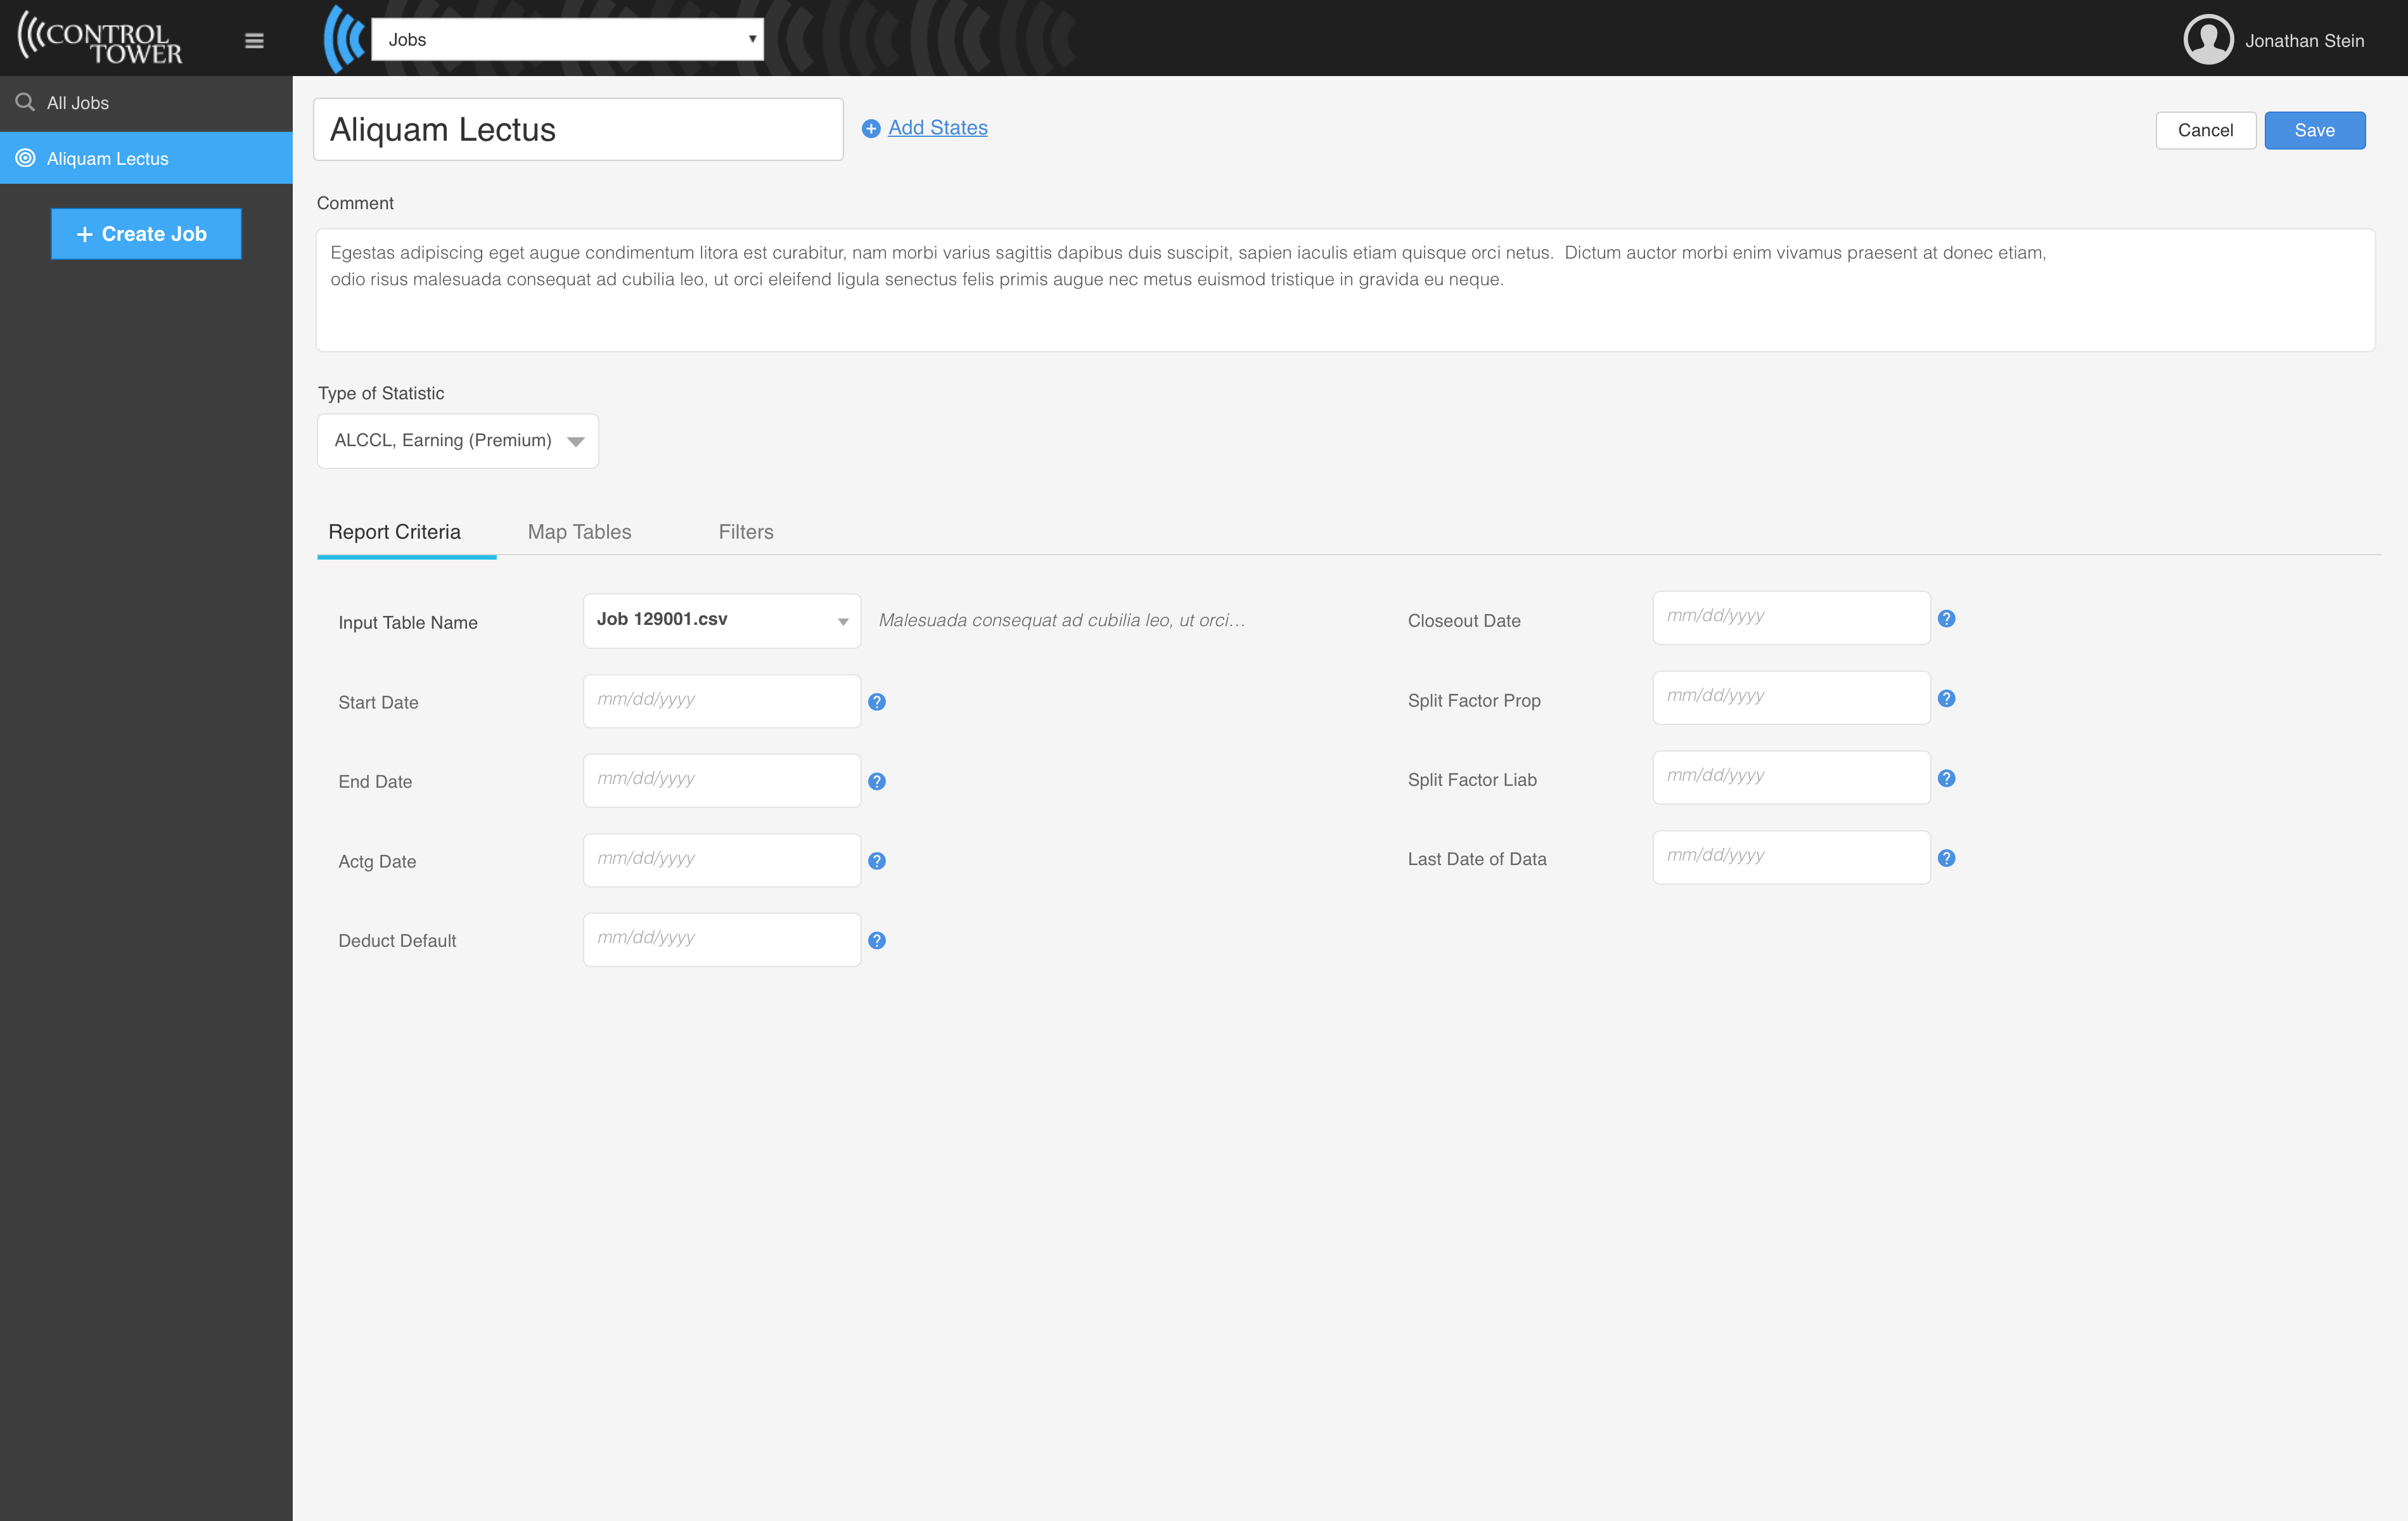 CONTROL
TOWER
Jobs
Jonathan Stein
All Jobs
Aliquam Lectus
+ Create Job
Aliquam Lectus
Add States
Cancel
Save
Comment
Egestas adipiscing eget augue condimentum litora est curabitur, nam morbi varius sagittis dapibus duis suscipit, sapien iaculis etiam quisque orci netus.  Dictum auctor morbi enim vivamus praesent at donec etiam,
odio risus malesuada consequat ad cubilia leo, ut orci eleifend ligula senectus felis primis augue nec metus euismod tristique in gravida eu neque.
Type of Statistic
ALCCL, Earning (Premium)
Report Criteria
Map Tables
Filters
Input Table Name
Job 129001.csv
Malesuada consequat ad cubilia leo, ut orci…
Start Date
mm/dd/yyyy
?
End Date
mm/dd/yyyy
?
Actg Date
mm/dd/yyyy
?
Deduct Default
mm/dd/yyyy
?
Closeout Date
mm/dd/yyyy
?
Split Factor Prop
mm/dd/yyyy
?
Split Factor Liab
mm/dd/yyyy
?
Last Date of Data
mm/dd/yyyy
?